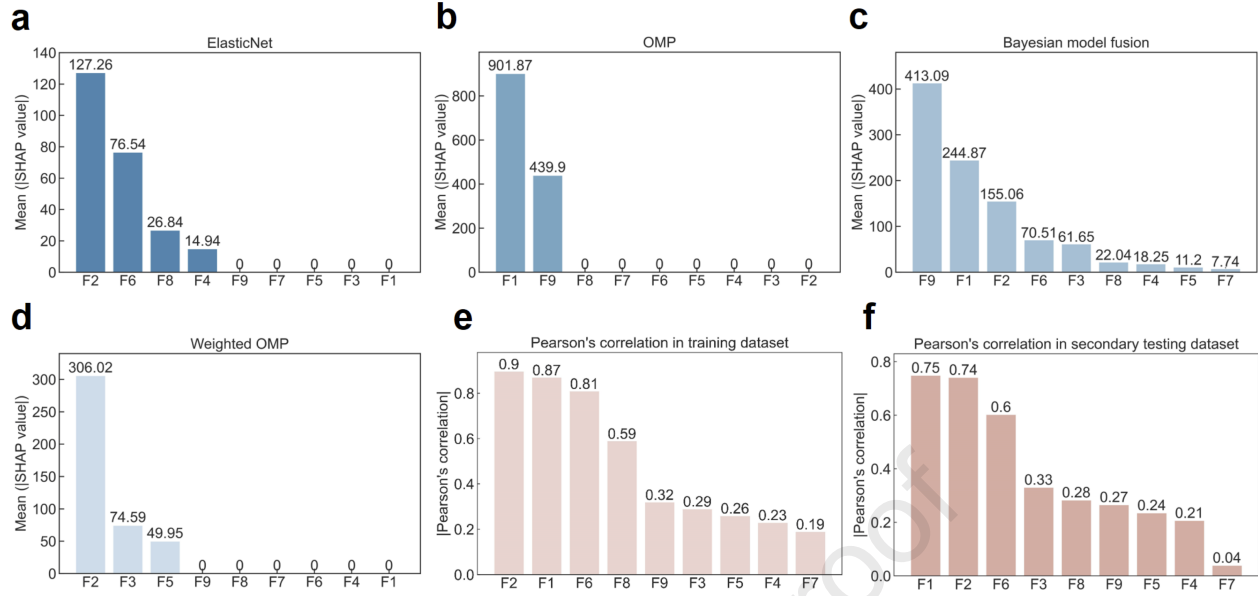 a
ElasticNet
Mean (|SHAP value|)
140
120
100
80
60
40
20
0
127.26
76.54
26.84
14.94
0 0 0 0 0
F2 F6 F8 F4 F9 F7 F5 F3 F1
b
OMP
Mean (|SHAP value|)
800
600
400
200
0
901.87
439.9
0 0 0 0 0 0 0
F1 F9 F8 F7 F6 F5 F4 F3 F2
c
Bayesian model fusion
Mean (|SHAP value|)
400
300
200
100
0
413.09
244.87
155.06
70.51
61.65
22.04
18.25
11.2
7.74
F9 F1 F2 F6 F3 F8 F4 F5 F7
d
Weighted OMP
Mean (|SHAP value|)
300
250
200
150
100
50
0
306.02
74.59
49.95
0 0 0 0 0 0
F2 F3 F5 F9 F8 F7 F6 F4 F1
e
Pearson's correlation in training dataset
|Pearson's correlation|
0.8
0.6
0.4
0.2
0.0
0.9
0.87
0.81
0.59
0.32
0.29
0.26
0.23
0.19
F2 F1 F6 F8 F9 F3 F5 F4 F7
f
Pearson's correlation in secondary testing dataset
|Pearson's correlation|
0.8
0.6
0.4
0.2
0.0
0.75
0.74
0.6
0.33
0.28
0.27
0.24
0.21
0.04
F1 F2 F6 F3 F8 F9 F5 F4 F7